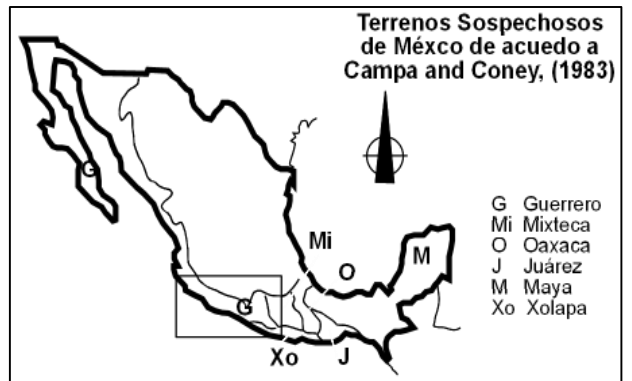 Terrenos Sospechosos
de Méxco de acuedo a
Campa and Coney, (1983)
G
G Guerrero
Mi Mixteca
O Oaxaca
J Juárez
M Maya
Xo Xolapa
Mi
O
M
G
Xo
J